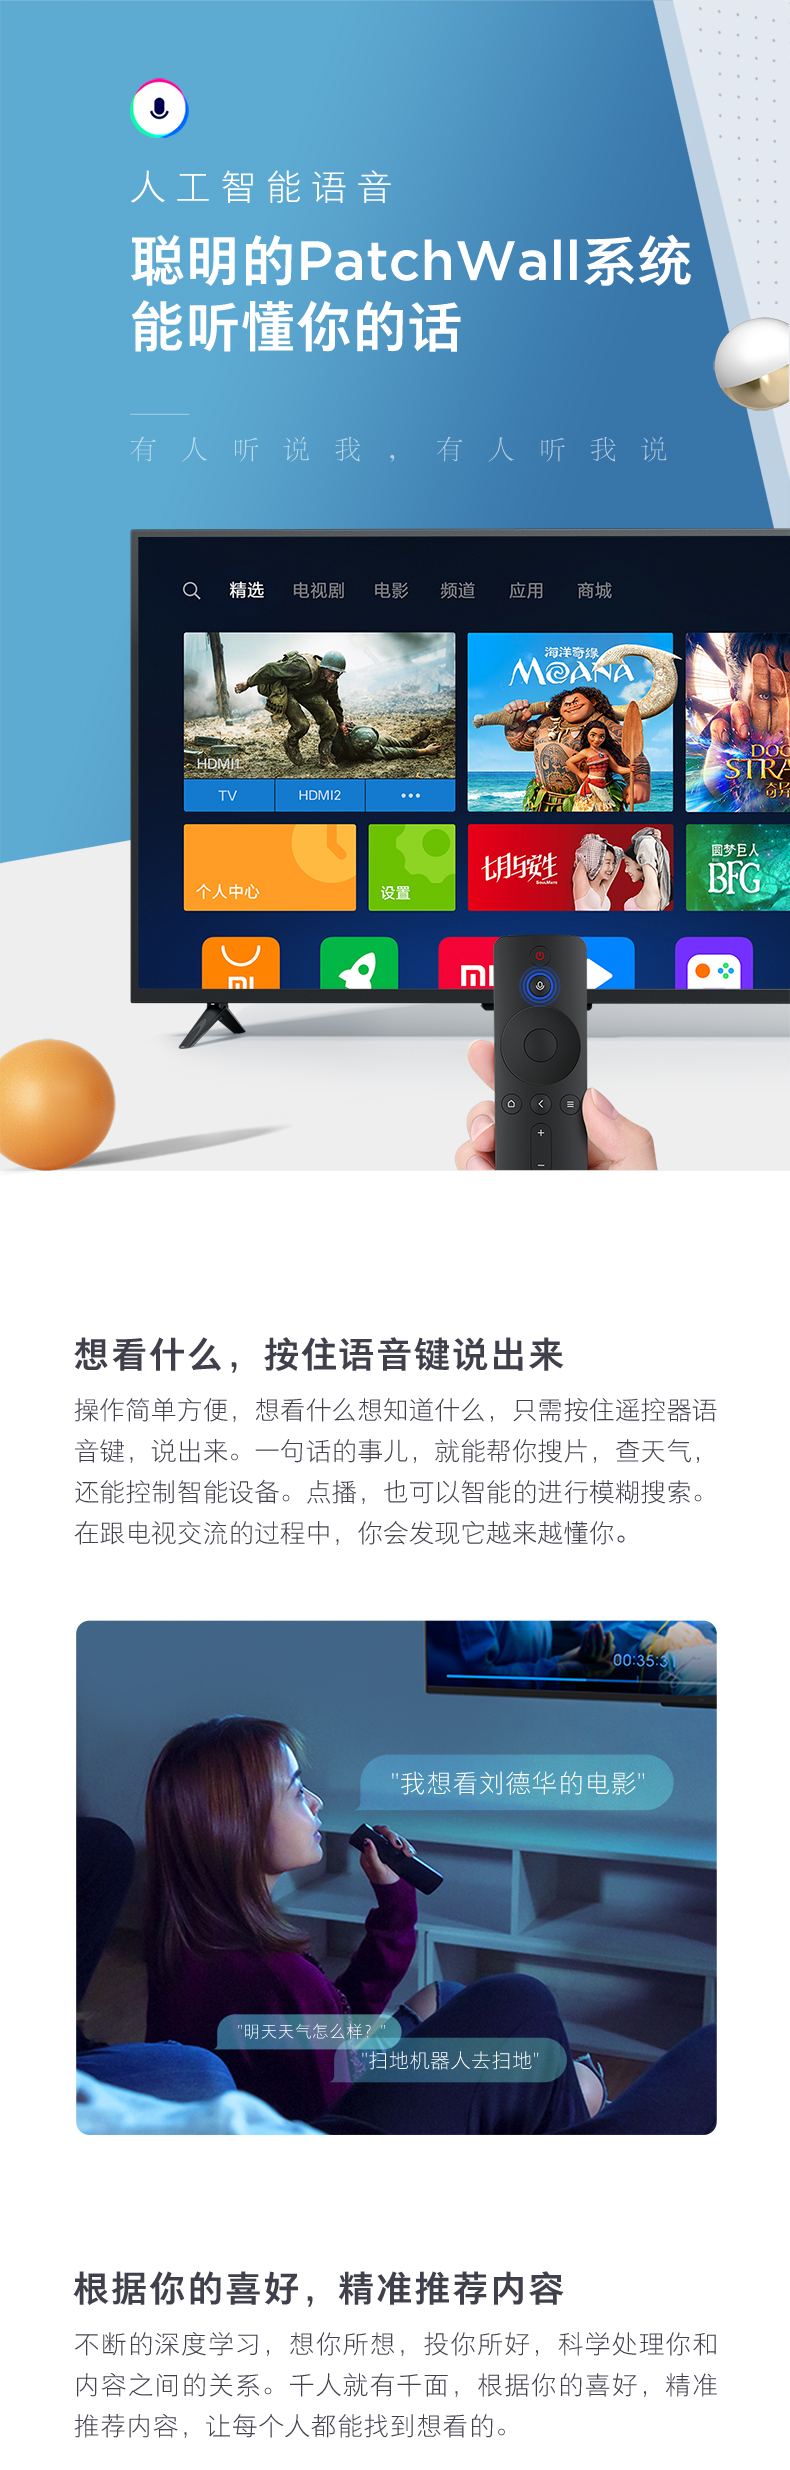 人工智能语音
聪明的PatchWall系统
能听懂你的话
有人听说我，有人听我说
精选 电视剧 电影 频道 应用 商城
海洋奇缘
MOANA
HDMI1
DOC
STRA
奇异
TV HDMI2 •••
个人中心
设置
七月与安生
SoulMate
圆梦巨人
BFG
MI
MI
想看什么，按住语音键说出来
操作简单方便，想看什么想知道什么，只需按住遥控器语
音键，说出来。一句话的事儿，就能帮你搜片，查天气，
还能控制智能设备。点播，也可以智能的进行模糊搜索。
在跟电视交流的过程中，你会发现它越来越懂你。
00:35:31
"我想看刘德华的电影"
"明天天气怎么样？"
"扫地机器人去扫地"
根据你的喜好，精准推荐内容
不断的深度学习，想你所想，投你所好，科学处理你和
内容之间的关系。千人就有千面，根据你的喜好，精准
推荐内容，让每个人都能找到想看的。